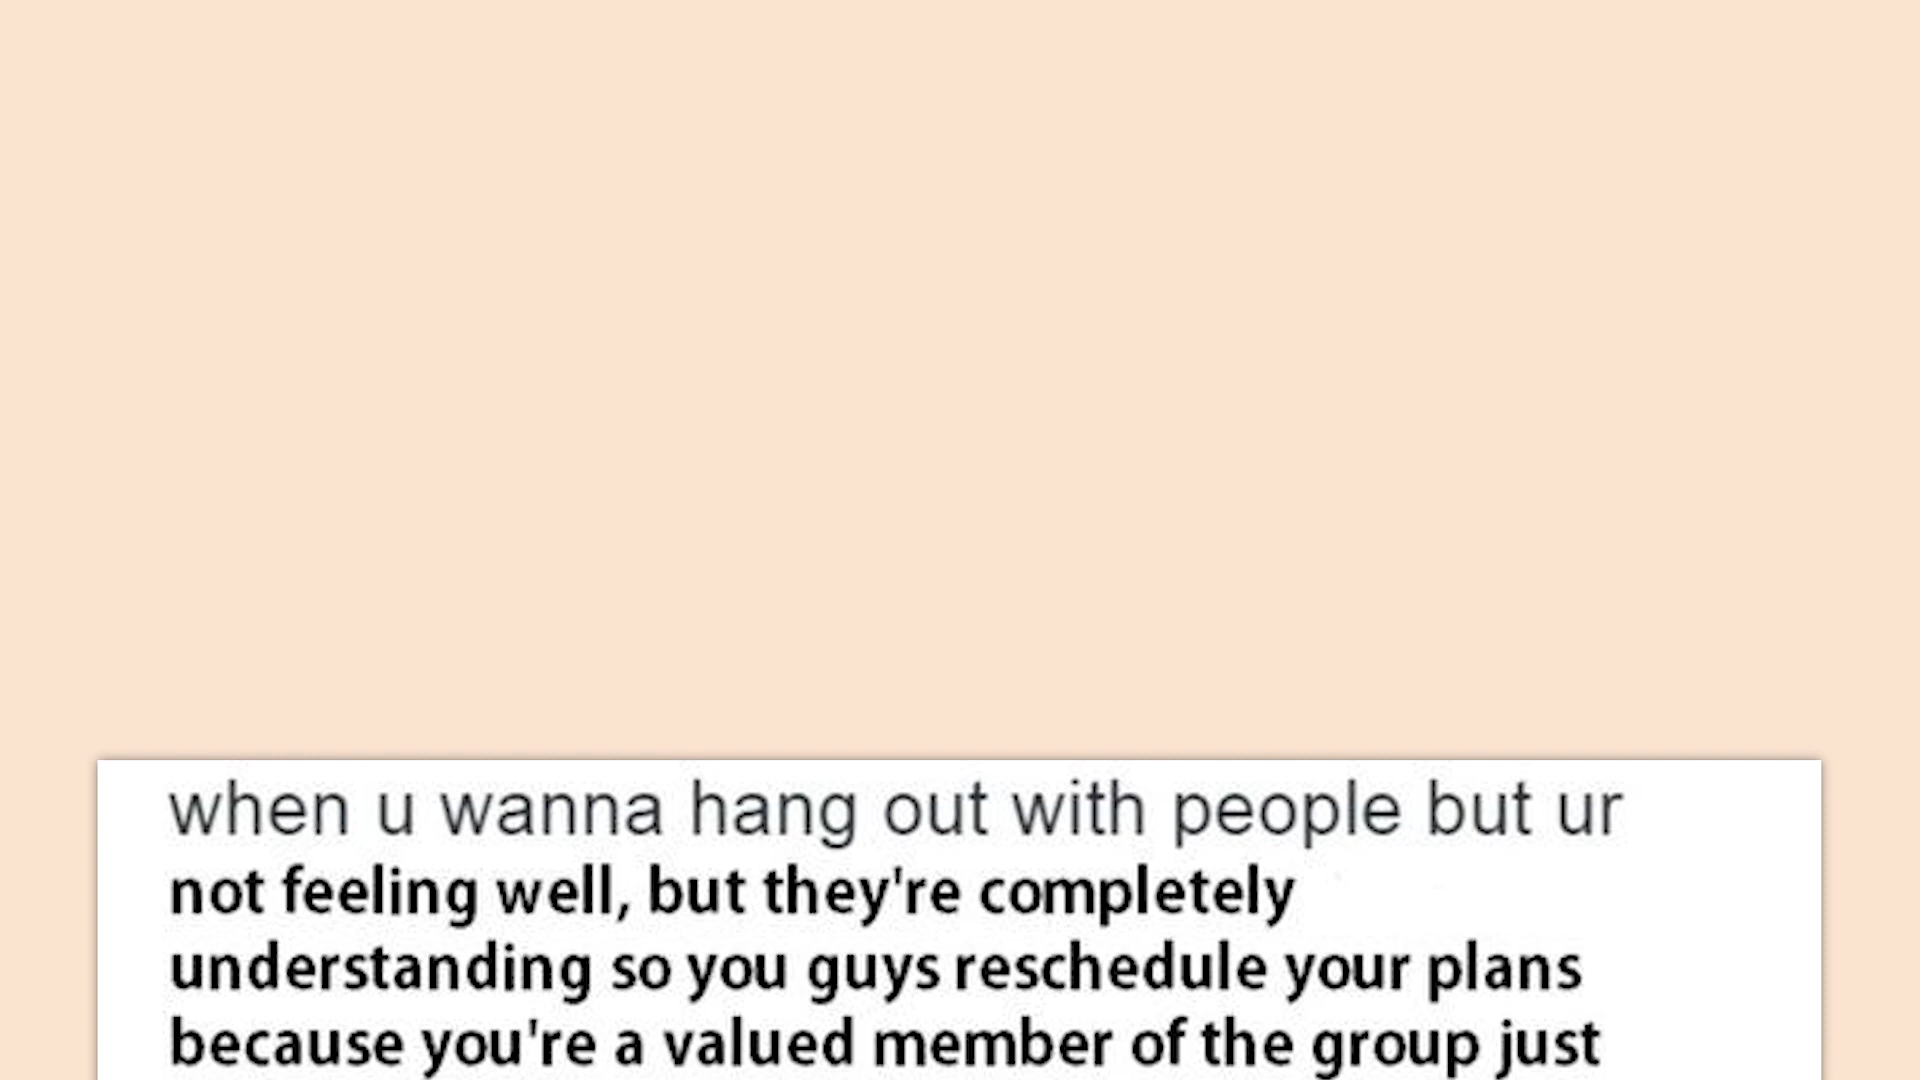 when u wanna hang out with people but ur
not feeling well, but they're completely
understanding so you guys reschedule your plans
because you're a valued member of the group just